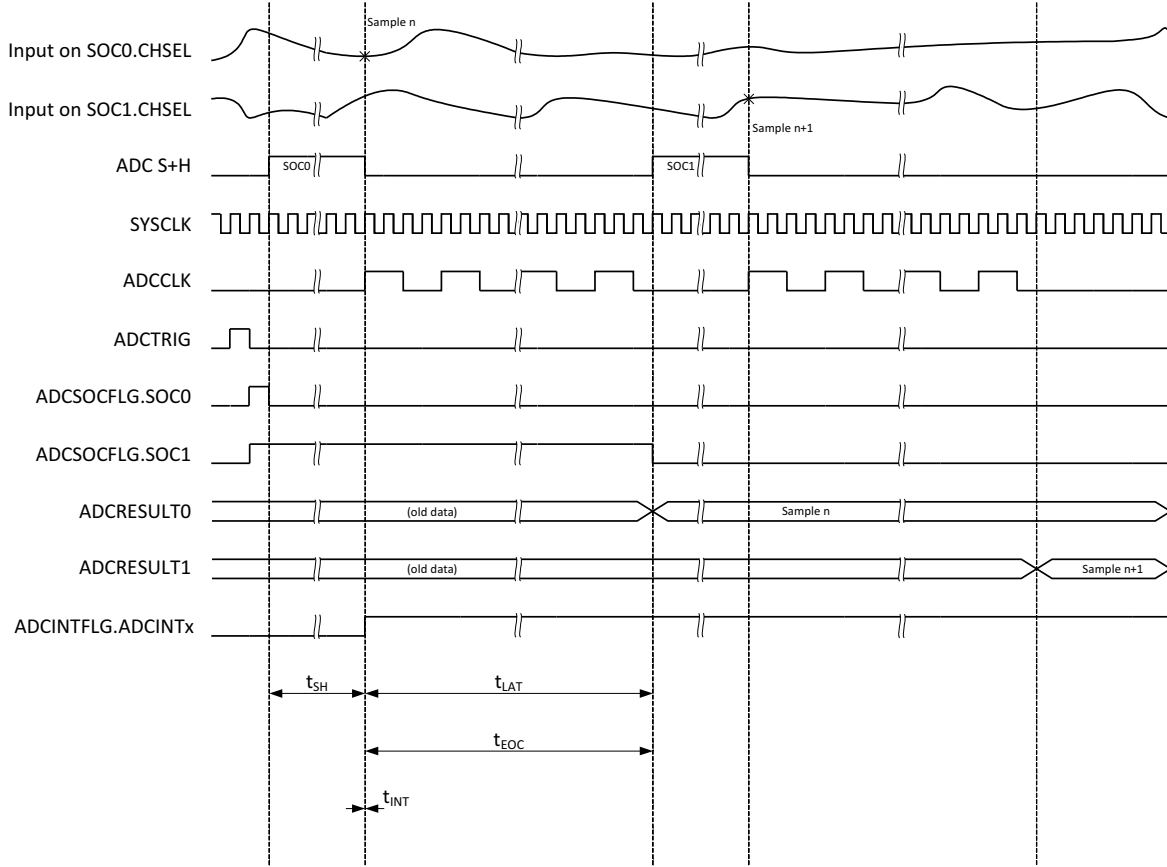 Sample n
Input on SOC0.CHSEL
Input on SOC1.CHSEL
Sample n+1
ADC S+H
SOC0
SOC1
SYSCLK
ADCCLK
ADCTRIG
ADCSOCFLG.SOC0
ADCSOCFLG.SOC1
ADCRESULT0
(old data)
Sample n
ADCRESULT1
(old data)
Sample n+1
ADCINTFLG.ADCINTx
tSH
tLAT
tEOC
tINT